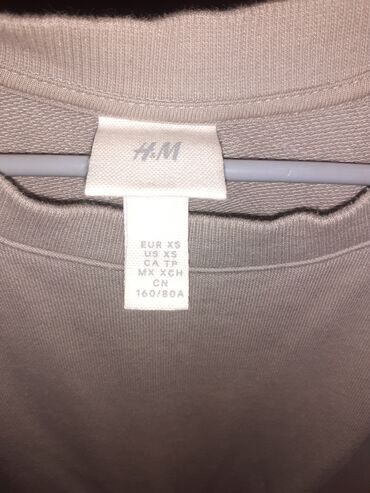 H&M
EUR XS
US XS
CA TP
MX XCH
CN
160/80A